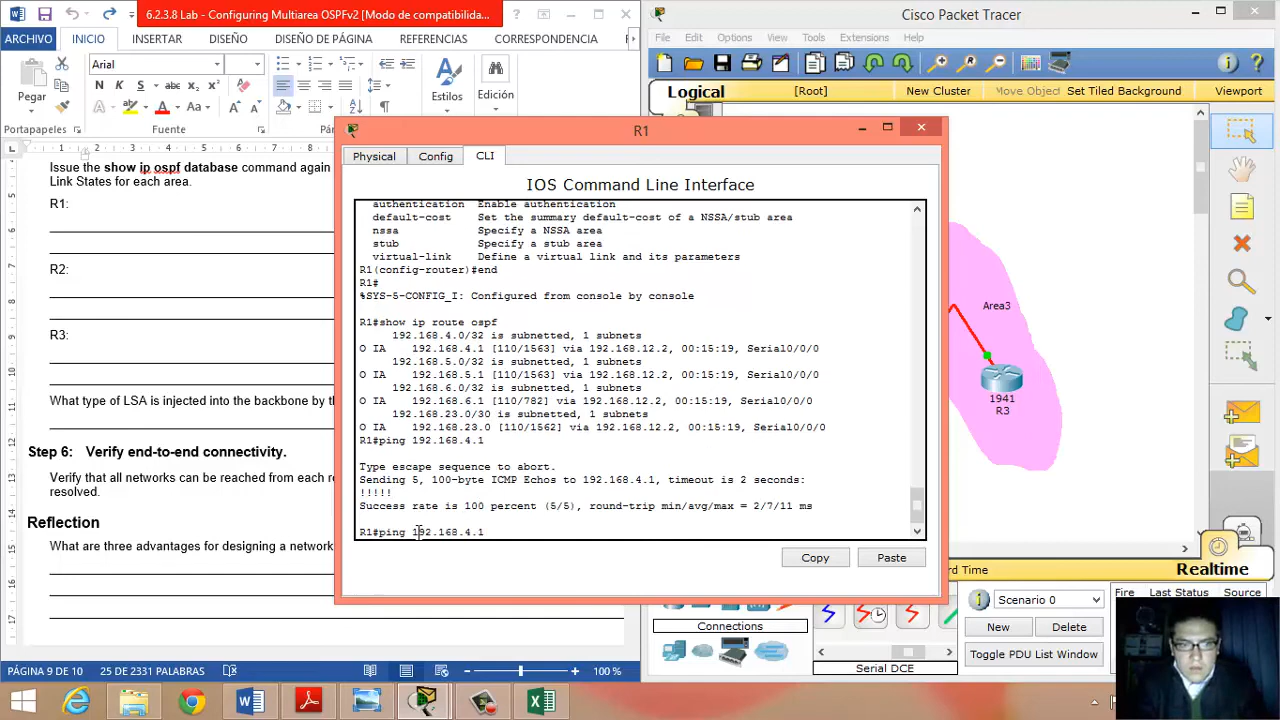 6.2.3.8 Lab - Configuring Multiarea OSPFv2 [Modo de compatibilida...
ARCHIVO INICIO INSERTAR DISEÑO DISEÑO DE PÁGINA REFERENCIAS CORRESPONDENCIA
Arial
Pegar
N K S abc x₂ x²
Aa
Estilos
Edición
Portapapeles
Fuente
Issue the show ip ospf database command again
Link States for each area.
R1:
R2:
R3:
What type of LSA is injected into the backbone by th
Step 6: Verify end-to-end connectivity.
Verify that all networks can be reached from each re
resolved.
Reflection
What are three advantages for designing a network
PÁGINA 9 DE 10 25 DE 2331 PALABRAS
100 %
Cisco Packet Tracer
File Edit Options View Tools Extensions Help
Logical [Root] New Cluster Move Object Set Tiled Background Viewport
Area3
1941
R3
R1
Physical Config CLI
IOS Command Line Interface
authentication Enable authentication
default-cost Set the summary default-cost of a NSSA/stub area
nssa Specify a NSSA area
stub Specify a stub area
virtual-link Define a virtual link and its parameters
R1(config-router)#end
R1#
%SYS-5-CONFIG_I: Configured from console by console
R1#show ip route ospf
192.168.4.0/32 is subnetted, 1 subnets
O IA 192.168.4.1 [110/1563] via 192.168.12.2, 00:15:19, Serial0/0/0
192.168.5.0/32 is subnetted, 1 subnets
O IA 192.168.5.1 [110/1563] via 192.168.12.2, 00:15:19, Serial0/0/0
192.168.6.0/32 is subnetted, 1 subnets
O IA 192.168.6.1 [110/782] via 192.168.12.2, 00:15:19, Serial0/0/0
192.168.23.0/30 is subnetted, 1 subnets
O IA 192.168.23.0 [110/1562] via 192.168.12.2, 00:15:19, Serial0/0/0
R1#ping 192.168.4.1
Type escape sequence to abort.
Sending 5, 100-byte ICMP Echos to 192.168.4.1, timeout is 2 seconds:
!!!!!
Success rate is 100 percent (5/5), round-trip min/avg/max = 2/7/11 ms
R1#ping 192.168.4.1
Copy Paste
Realtime
Connections
Serial DCE
Scenario 0
New Delete
Toggle PDU List Window
Fire Last Status Source